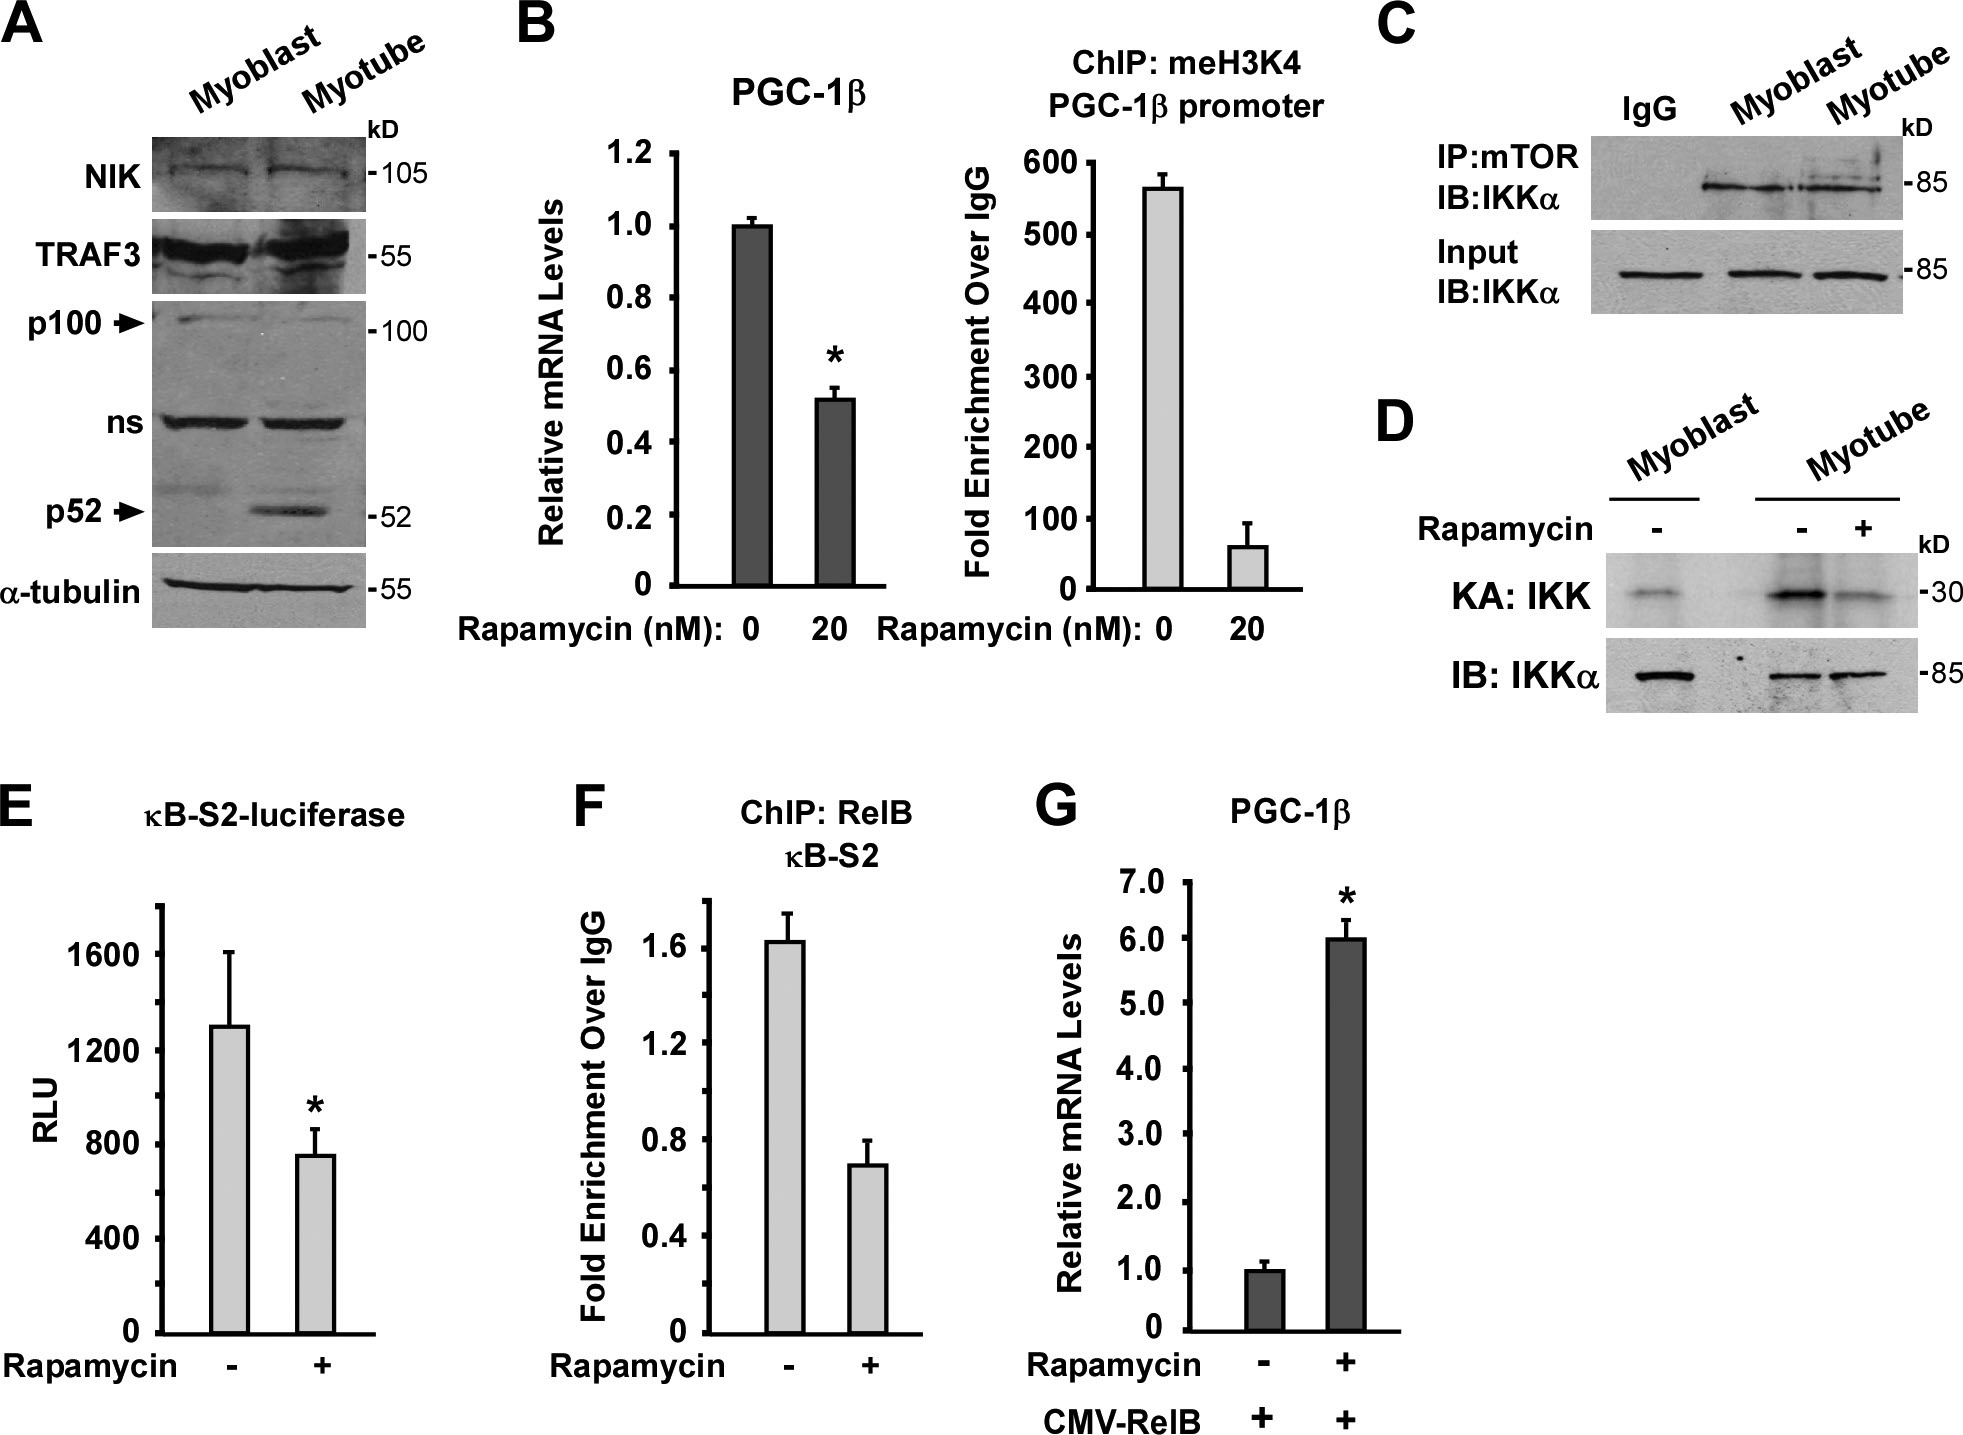 A
Myoblast
Myotube
kD
NIK
-105
TRAF3
-55
p100
-100
ns
p52
-52
α-tubulin
-55
B
PGC-1β
Relative mRNA Levels
1.2
1.0
0.8
0.6
0.4
0.2
0
*
Rapamycin (nM): 0 20
ChIP: meH3K4
PGC-1β promoter
Fold Enrichment Over IgG
600
500
400
300
200
100
0
Rapamycin (nM): 0 20
C
IgG
Myoblast
Myotube
kD
IP:mTOR
IB:IKKα
-85
Input
IB:IKKα
-85
D
Myoblast
Myotube
Rapamycin - - +
kD
KA: IKK
-30
IB: IKKα
-85
E
κB-S2-luciferase
RLU
1600
1200
800
400
0
*
Rapamycin - +
F
ChIP: RelB
κB-S2
Fold Enrichment Over IgG
1.6
1.2
0.8
0.4
0
Rapamycin - +
G
PGC-1β
Relative mRNA Levels
7.0
6.0
5.0
4.0
3.0
2.0
1.0
0
*
Rapamycin - +
CMV-RelB + +